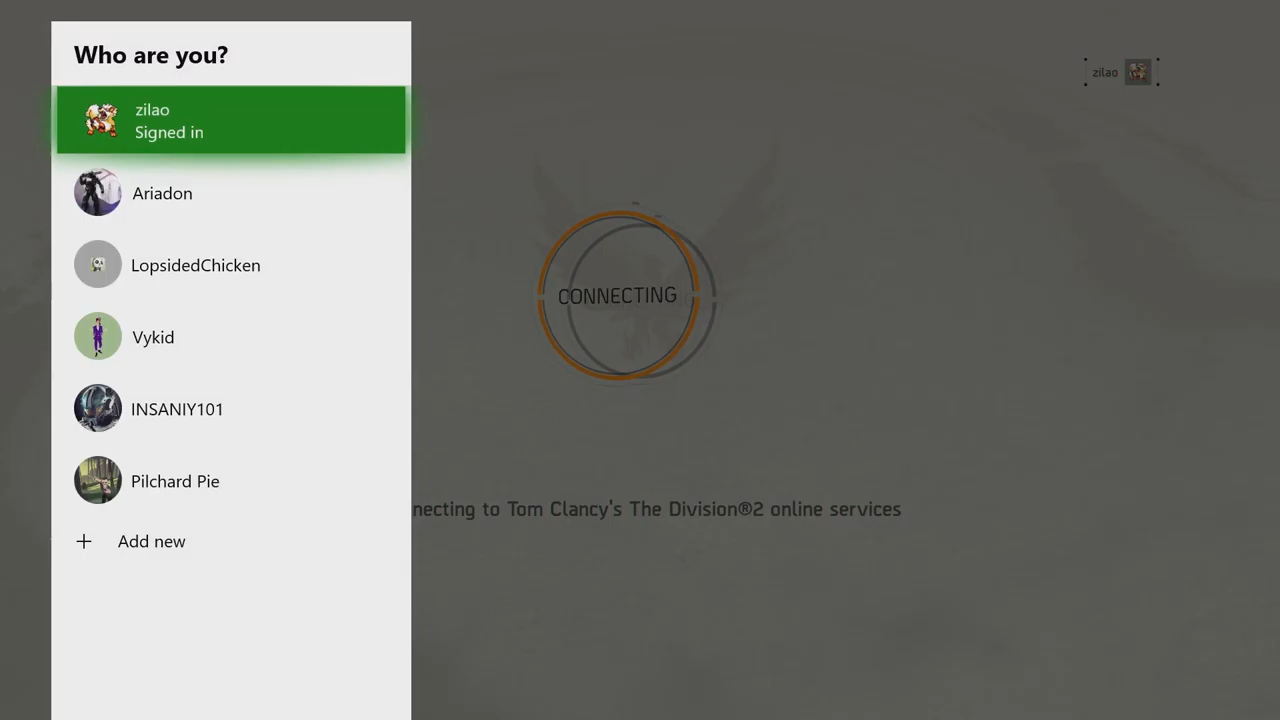 Who are you?
zilao
Signed in
Ariadon
LopsidedChicken
Vykid
INSANIY101
Pilchard Pie
Add new
zilao
CONNECTING
necting to Tom Clancy's The Division®2 online services